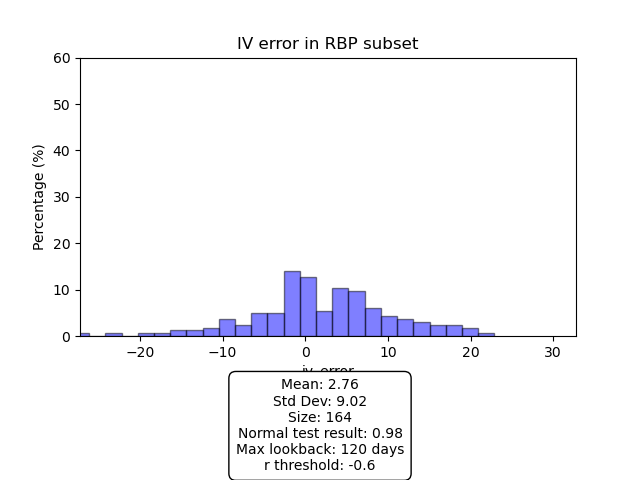 IV error in RBP subset
60
50
40
30
20
10
0
Percentage (%)
−20
−10
0
10
20
30
iv_error
Mean: 2.76
Std Dev: 9.02
Size: 164
Normal test result: 0.98
Max lookback: 120 days
r threshold: -0.6